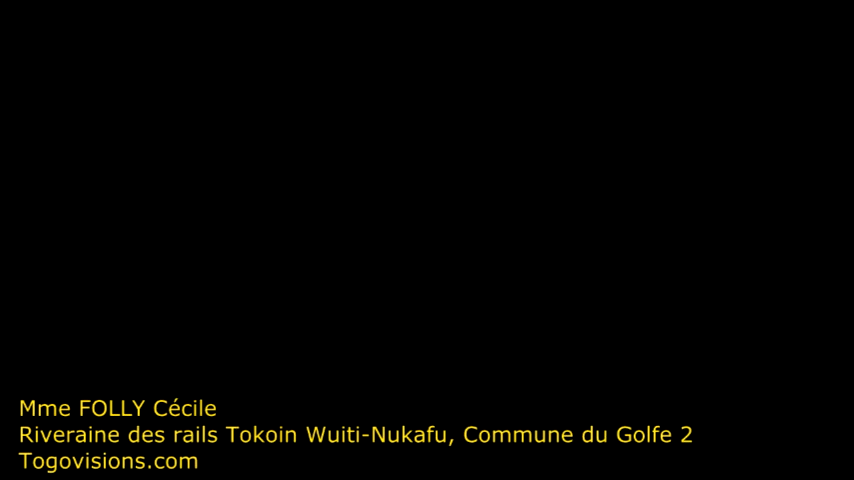 Mme FOLLY Cécile
Riveraine des rails Tokoin Wuiti-Nukafu, Commune du Golfe 2
Togovisions.com